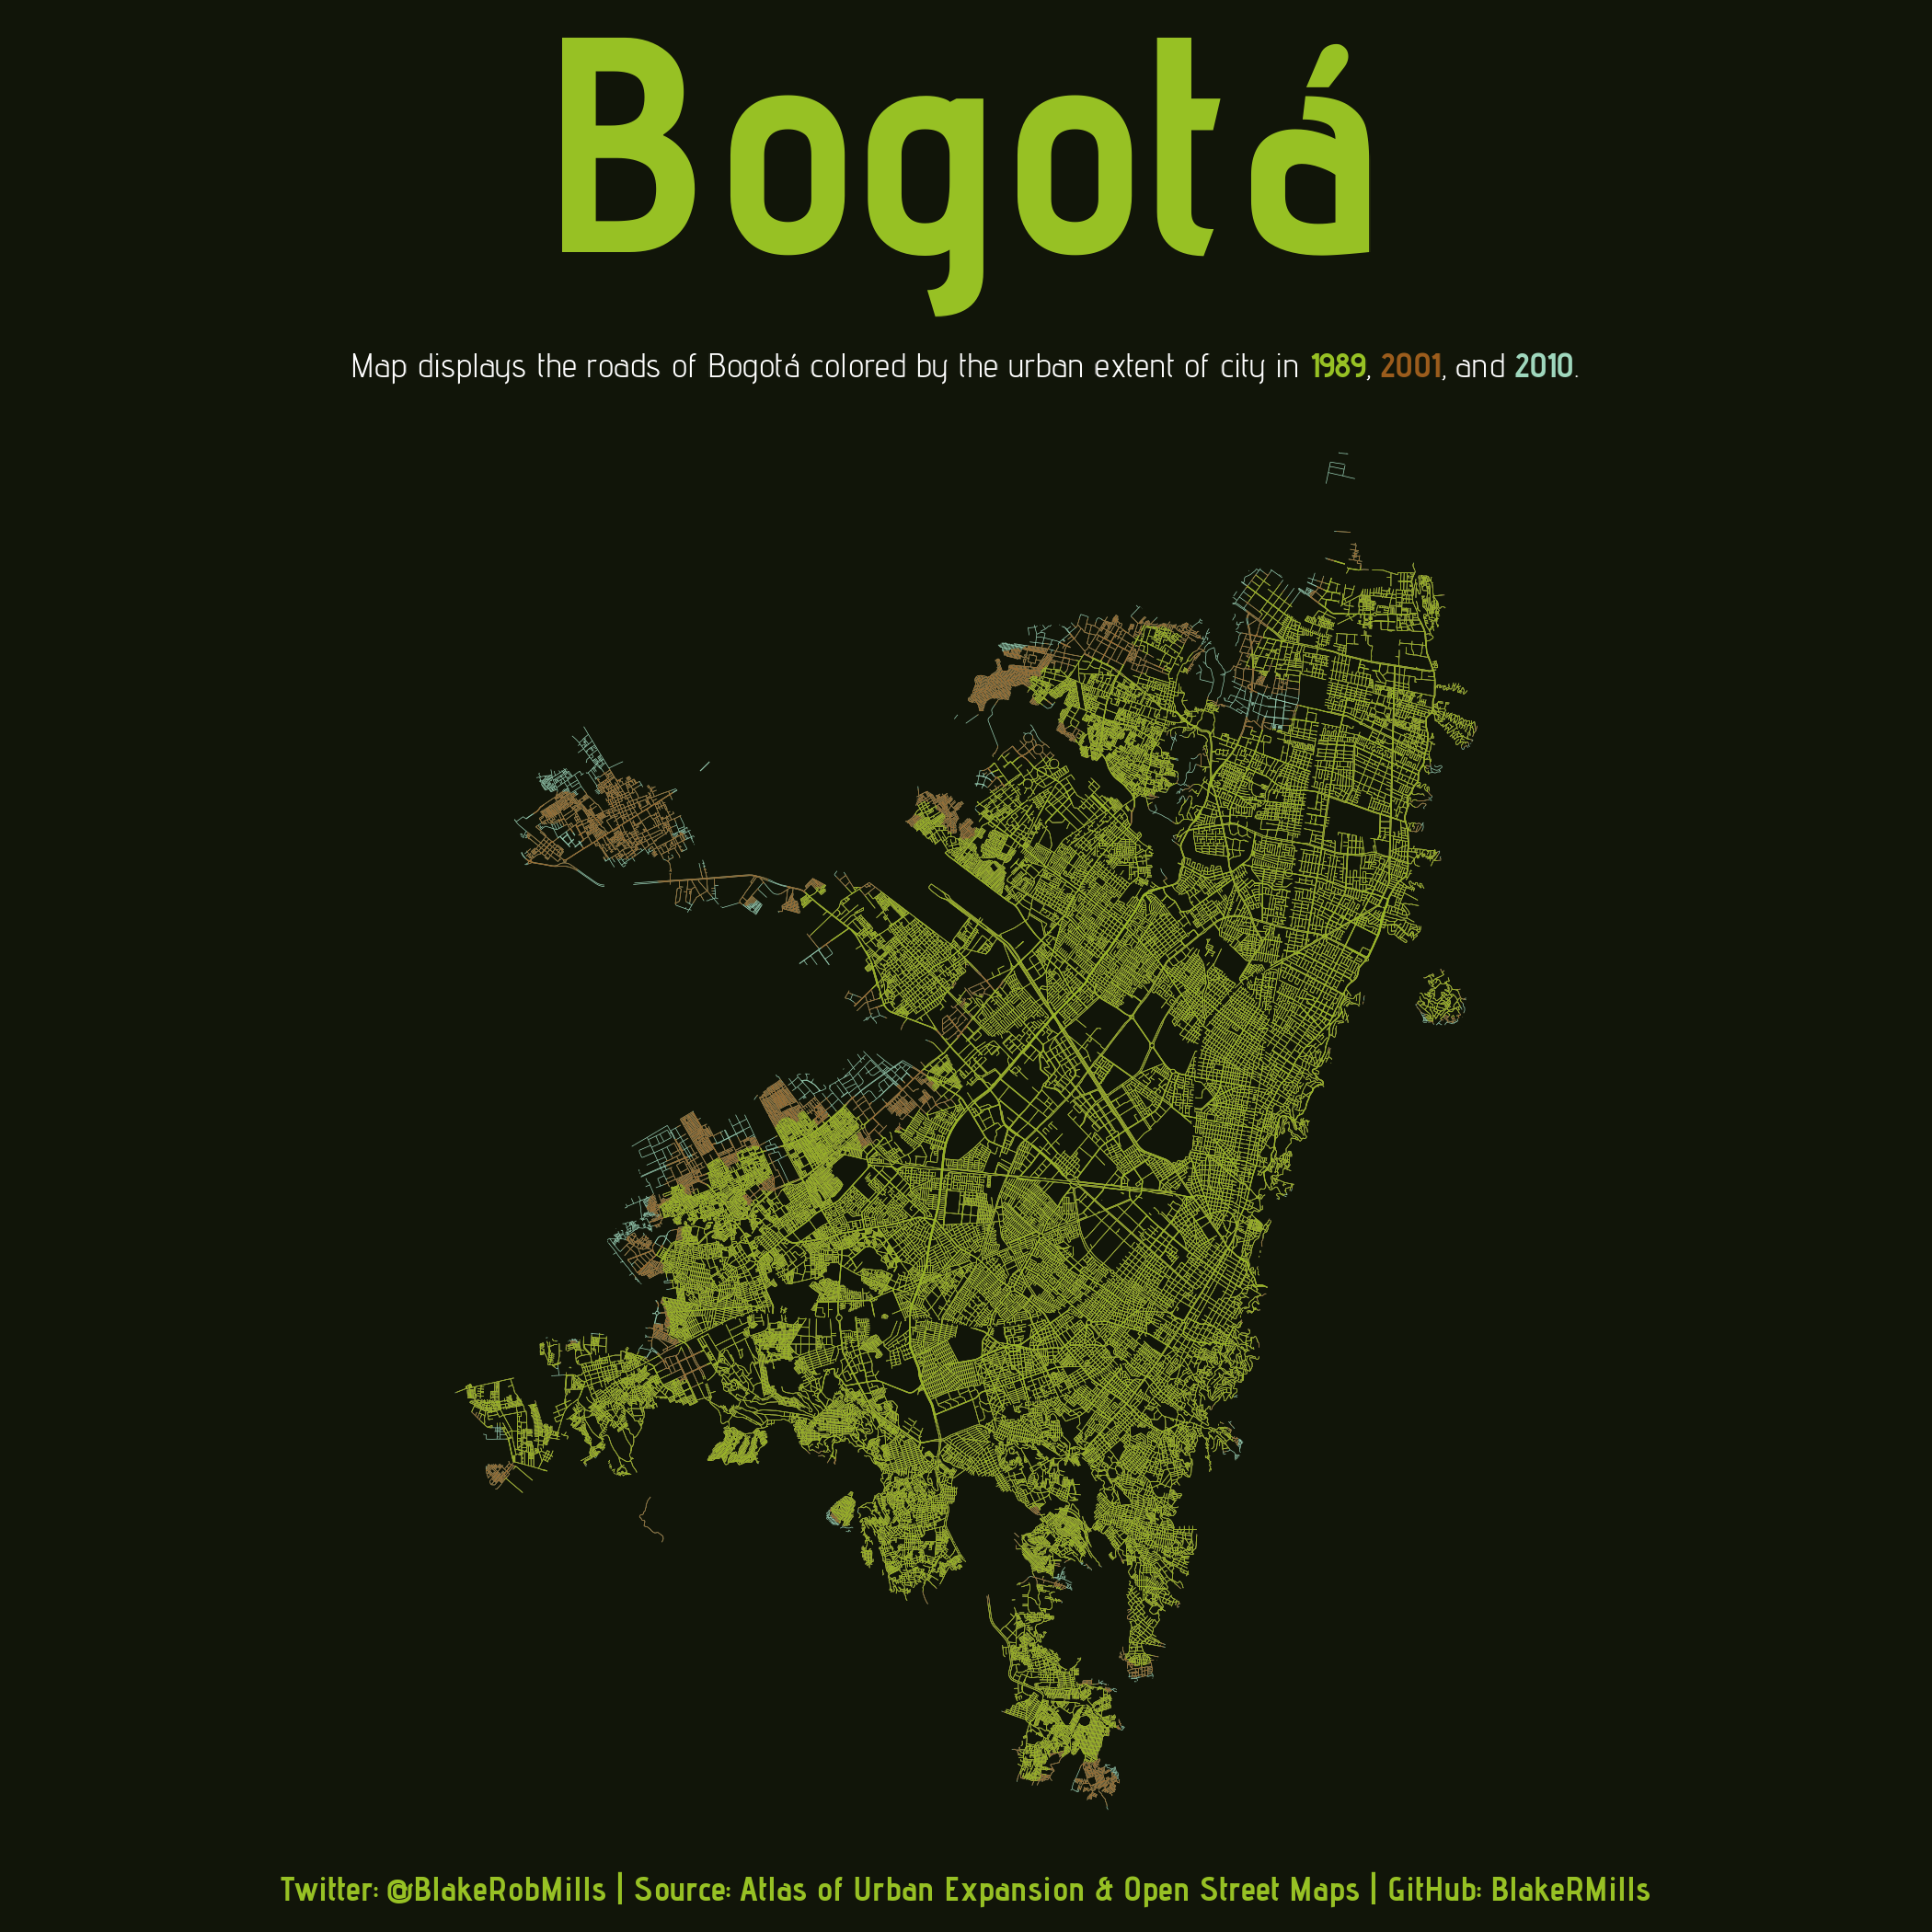 Bogotá
Map displays the roads of Bogotá colored by the urban extent of city in 1989, 2001, and 2010.
Twitter: @BlakeRobMills | Source: Atlas of Urban Expansion & Open Street Maps | GitHub: BlakeRMills